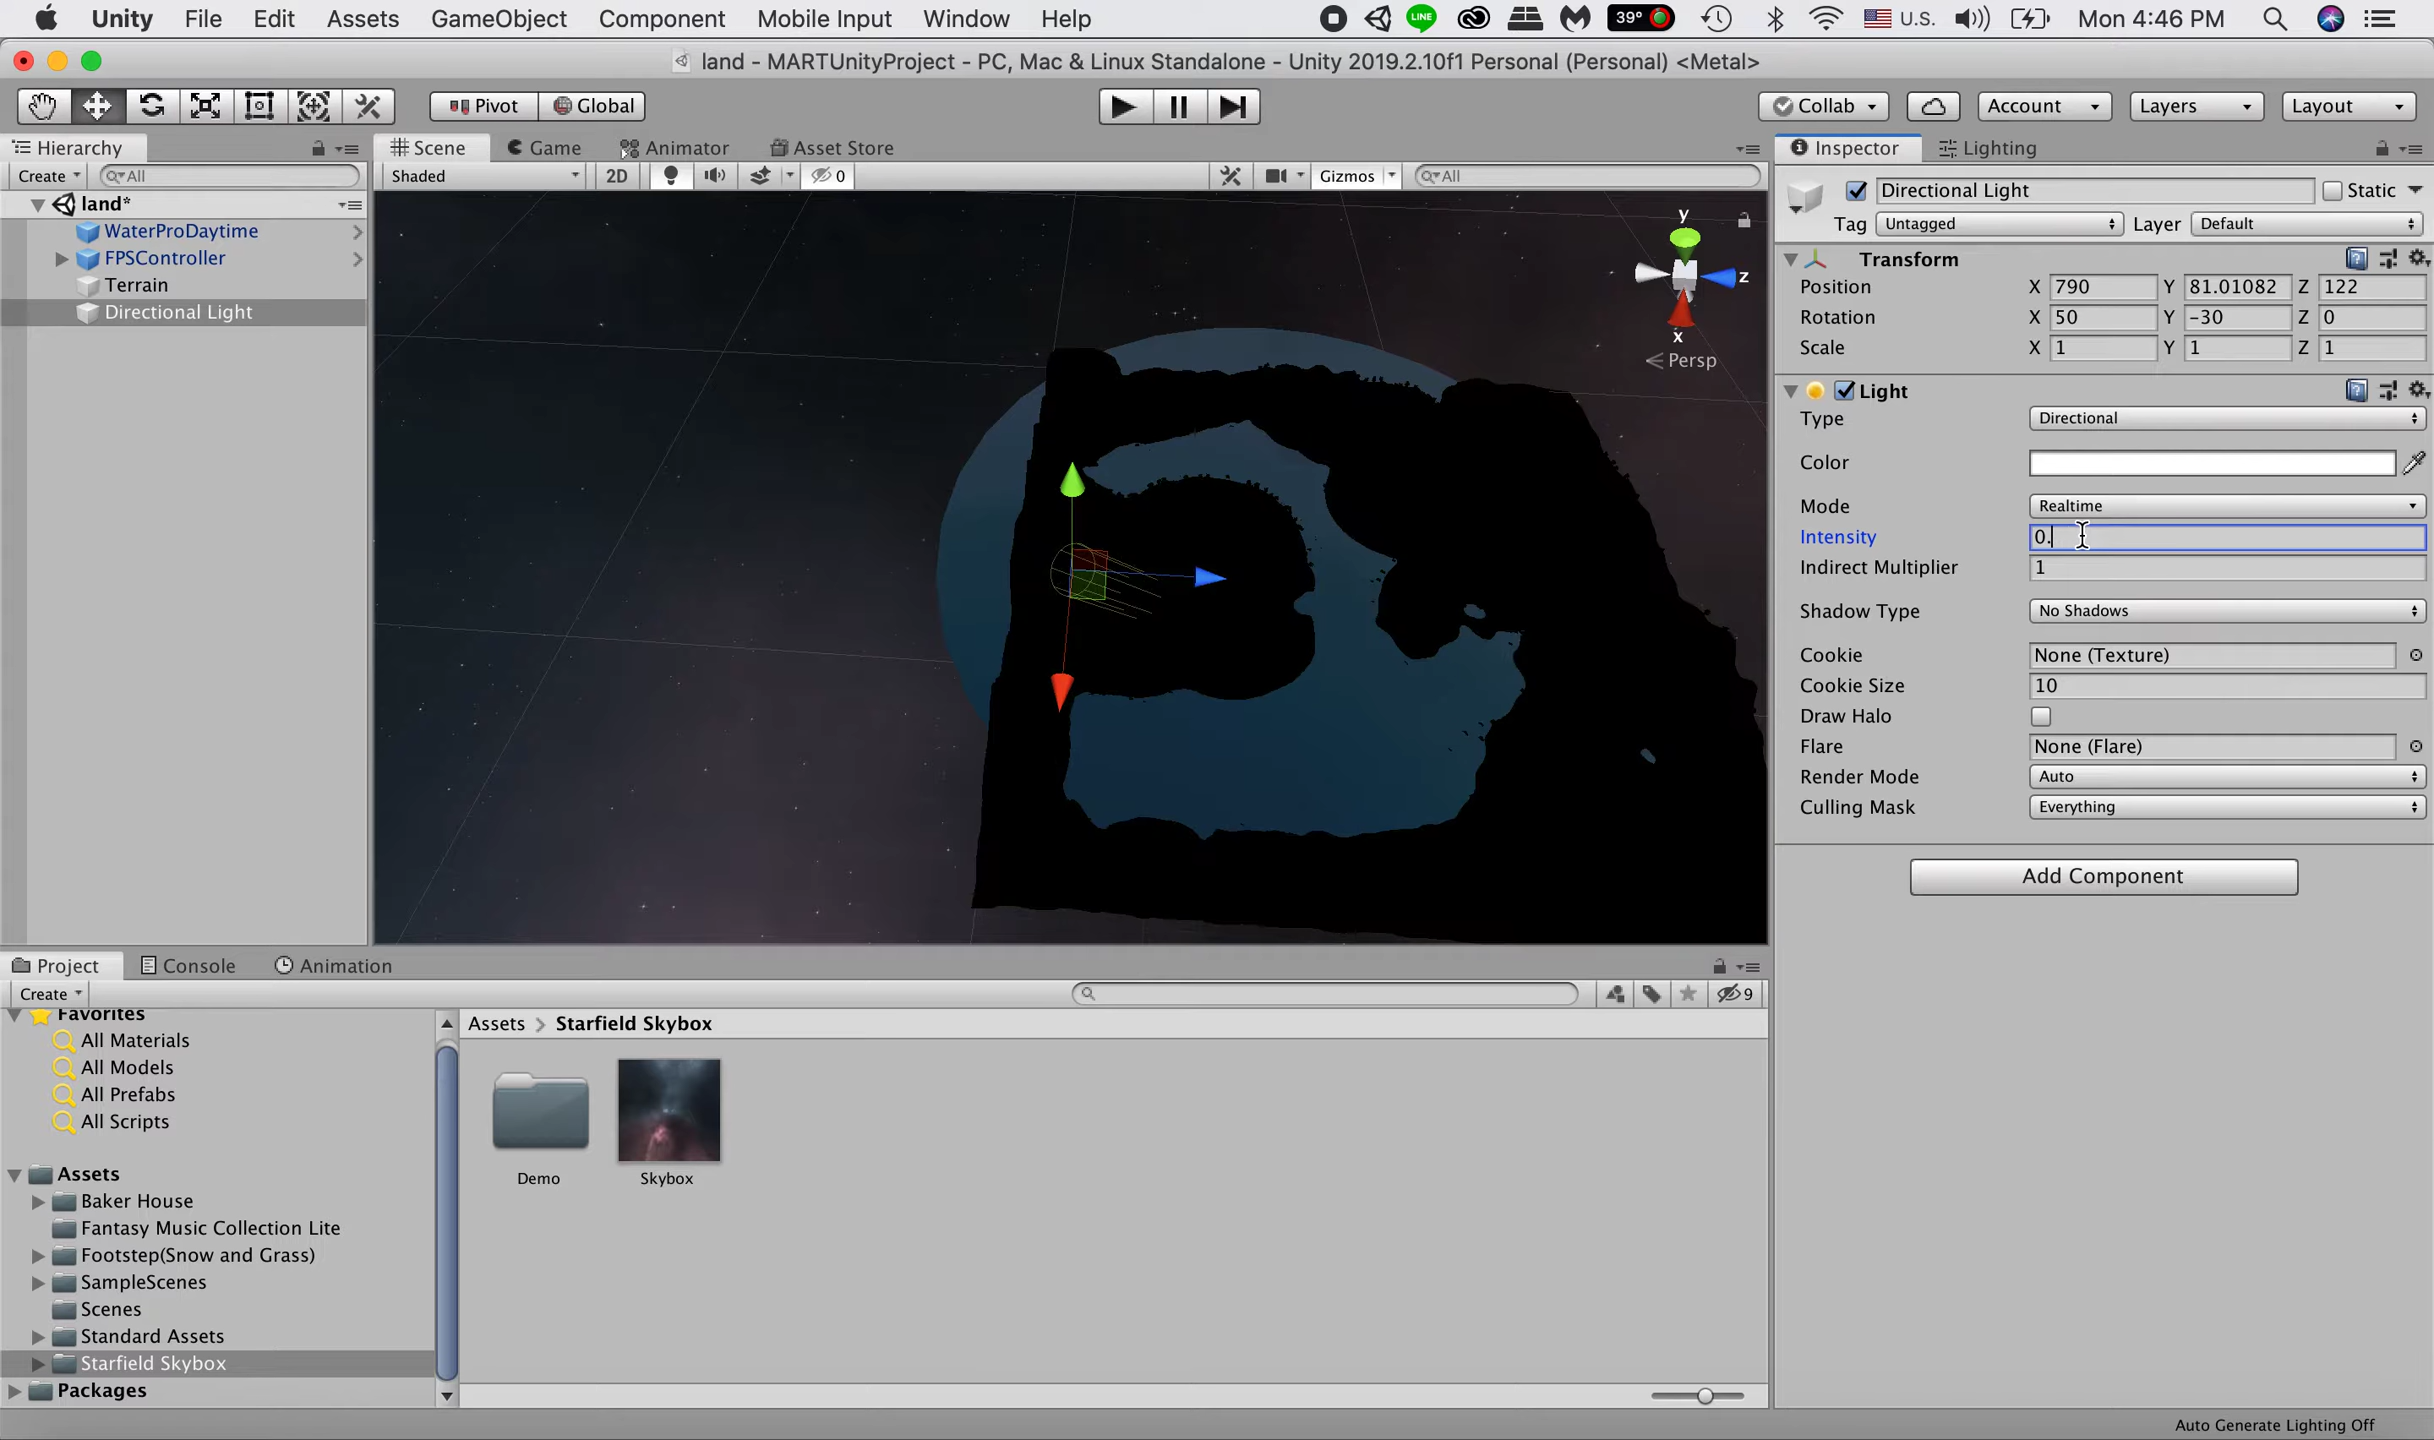 Unity File Edit Assets GameObject Component Mobile Input Window Help LINE 39° U.S. Mon 4:46 PM
land - MARTUnityProject - PC, Mac & Linux Standalone - Unity 2019.2.10f1 Personal (Personal) <Metal>
Pivot Global Collab Account Layers Layout
Hierarchy Scene Game Animator Asset Store Inspector Lighting
Create All Shaded 2D 0 Gizmos All
Directional Light Static
land*
Tag Untagged Layer Default
WaterProDaytime
FPSController
Terrain
Directional Light
y
z
x
Persp
Transform
Position X 790 Y 81.01082 Z 122
Rotation X 50 Y -30 Z 0
Scale X 1 Y 1 Z 1
Light
Type Directional
Color
Mode Realtime
Intensity 0.
Indirect Multiplier 1
Shadow Type No Shadows
Cookie None (Texture)
Cookie Size 10
Draw Halo
Flare None (Flare)
Render Mode Auto
Culling Mask Everything
Add Component
Project Console Animation
Create 9
Favorites
All Materials
All Models
All Prefabs
All Scripts
Assets
Baker House
Fantasy Music Collection Lite
Footstep(Snow and Grass)
SampleScenes
Scenes
Standard Assets
Starfield Skybox
Packages
Assets > Starfield Skybox
Demo Skybox
Auto Generate Lighting Off